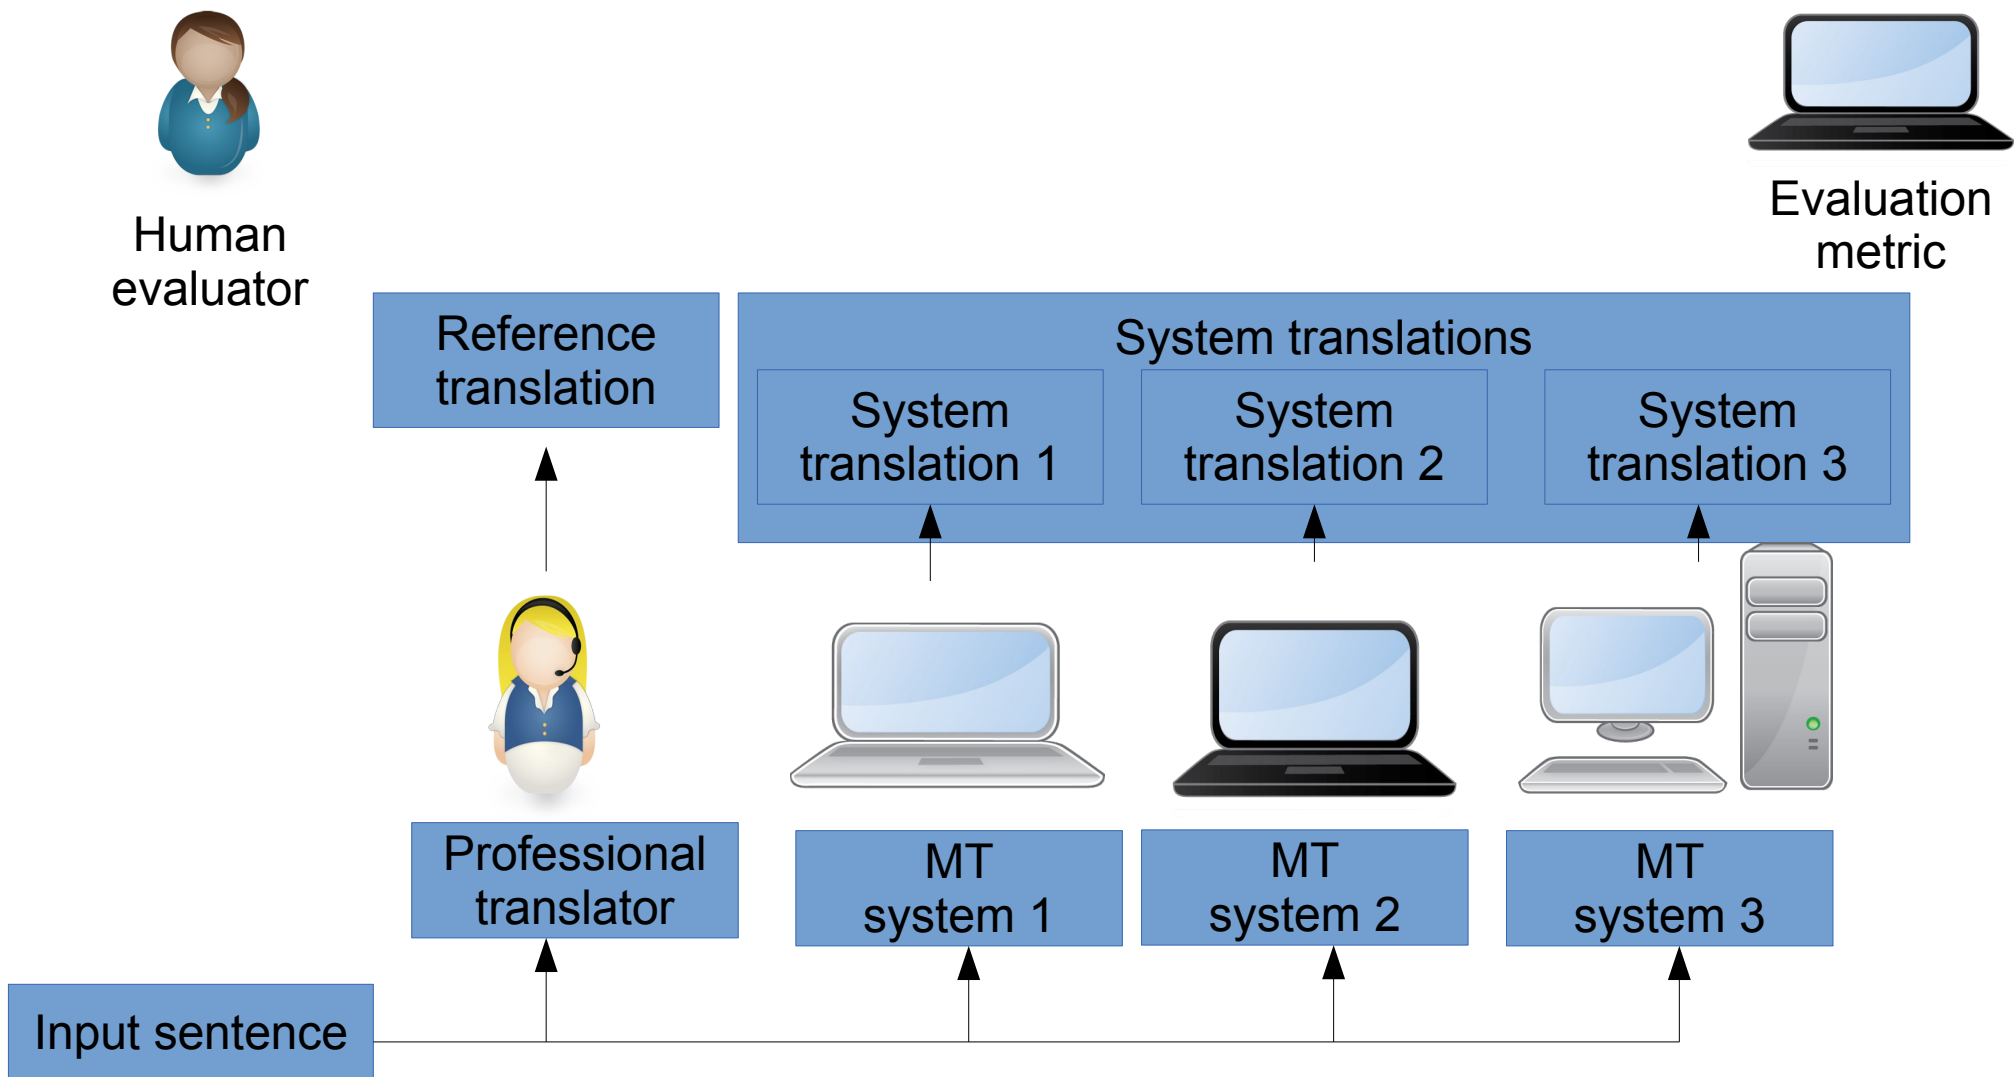 Human
evaluator
Evaluation
metric
Reference
translation
System translations
System
translation 1
System
translation 2
System
translation 3
Professional
translator
MT
system 1
MT
system 2
MT
system 3
Input sentence